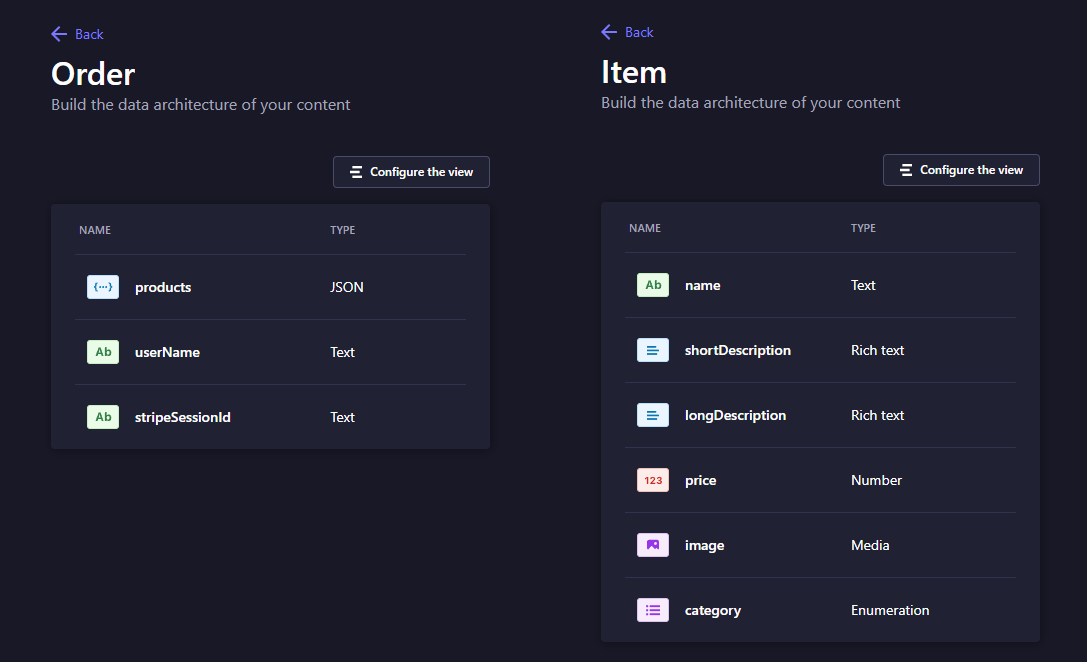 Back
Order
Build the data architecture of your content
Configure the view
NAME TYPE
{···} products JSON
Ab userName Text
Ab stripeSessionId Text
Back
Item
Build the data architecture of your content
Configure the view
NAME TYPE
Ab name Text
shortDescription Rich text
longDescription Rich text
123 price Number
image Media
category Enumeration